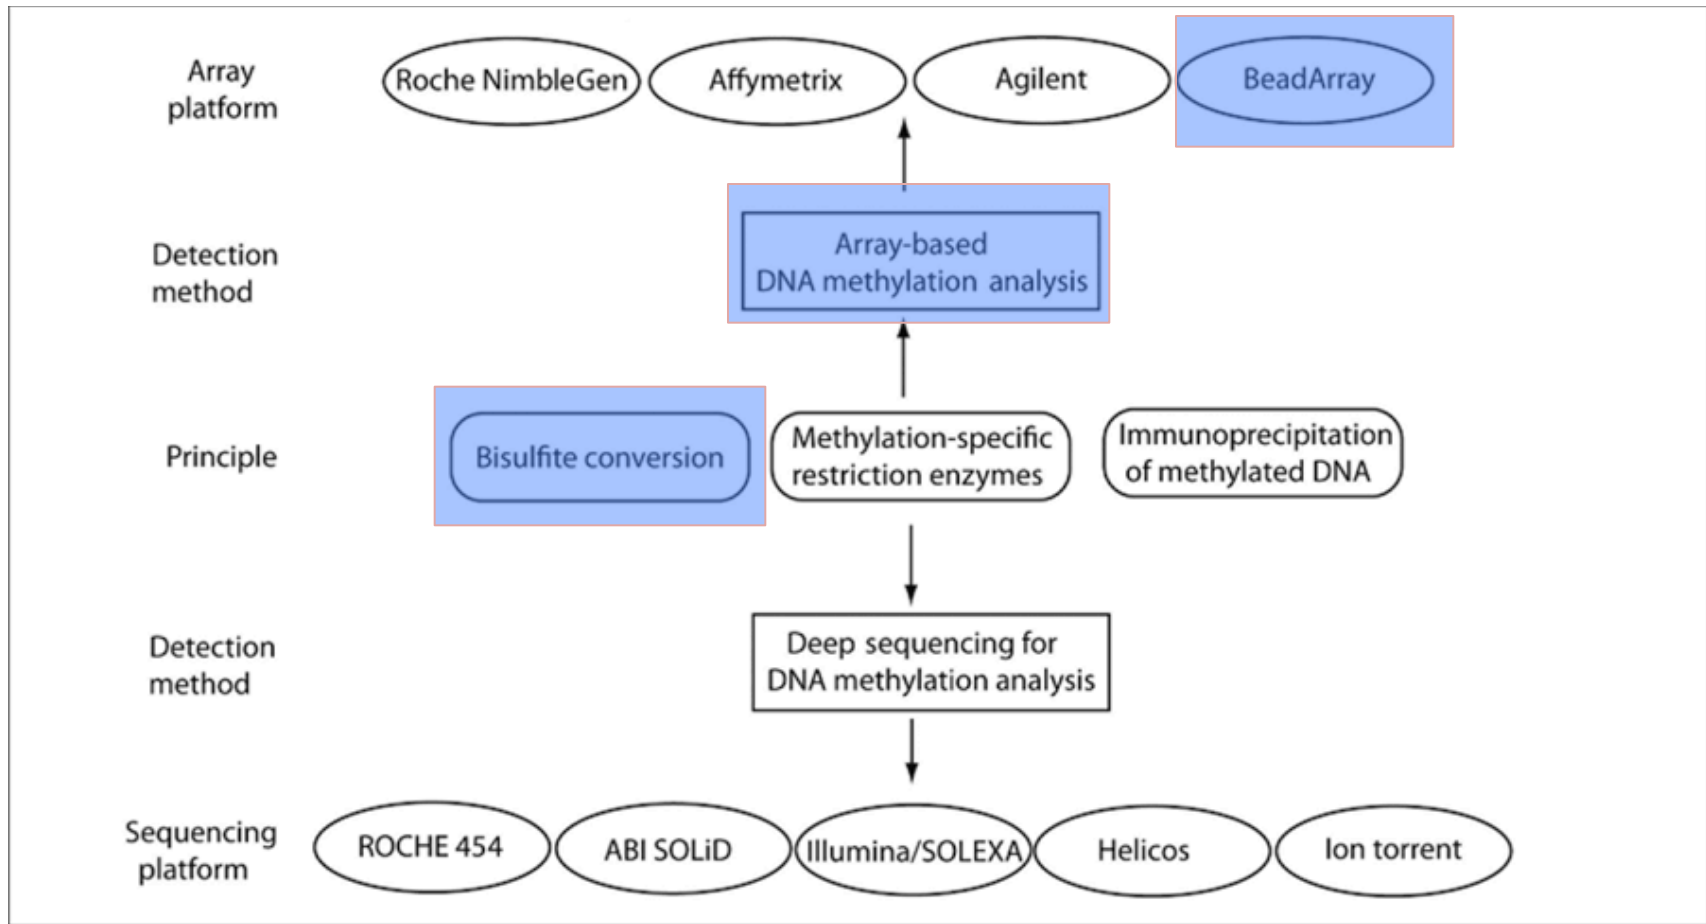 Array
platform
Roche NimbleGen
Affymetrix
Agilent
BeadArray
Detection
method
Array-based
DNA methylation analysis
Principle
Bisulfite conversion
Methylation-specific
restriction enzymes
Immunoprecipitation
of methylated DNA
Detection
method
Deep sequencing for
DNA methylation analysis
Sequencing
platform
ROCHE 454
ABI SOLiD
Illumina/SOLEXA
Helicos
Ion torrent